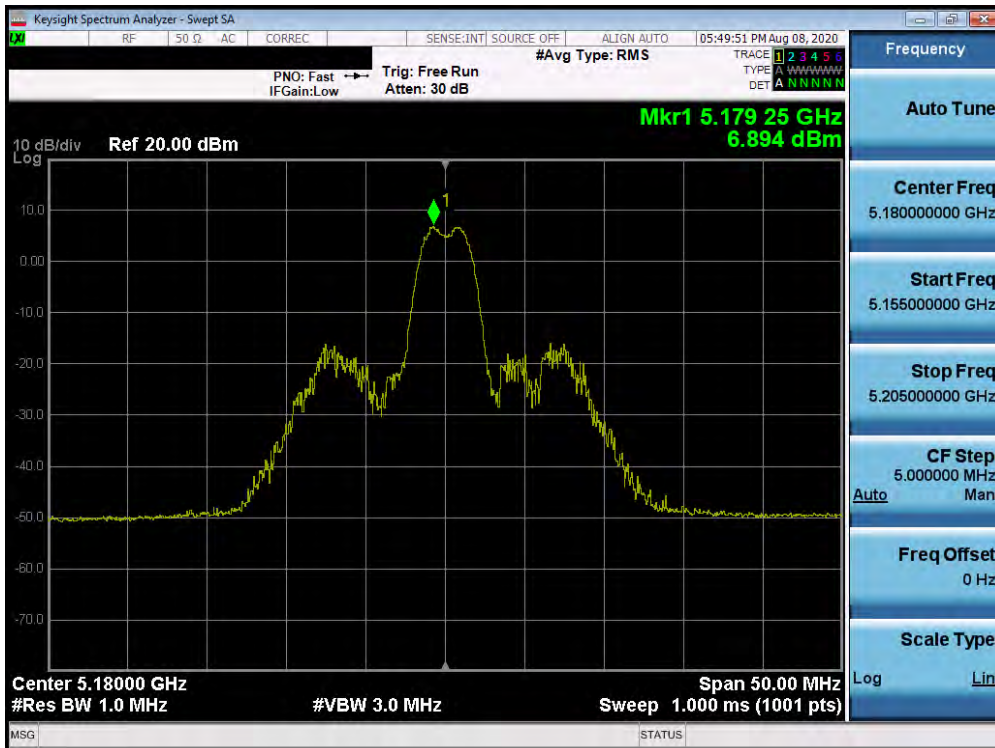 Keysight Spectrum Analyzer - Swept SA
LXI RF 50 Ω AC CORREC SENSE:INT SOURCE OFF ALIGN AUTO 05:49:51 PM Aug 08, 2020
#Avg Type: RMS
TRACE 1 2 3 4 5 6
PNO: Fast Trig: Free Run
TYPE A WWWWW
IFGain:Low Atten: 30 dB
DET A N N N N N
Mkr1 5.179 25 GHz
6.894 dBm
10 dB/div Ref 20.00 dBm
Log
1
10.0
0.00
-10.0
-20.0
-30.0
-40.0
-50.0
-60.0
-70.0
Center 5.18000 GHz Span 50.00 MHz
#Res BW 1.0 MHz #VBW 3.0 MHz Sweep 1.000 ms (1001 pts)
MSG STATUS
Frequency
Auto Tune
Center Freq
5.180000000 GHz
Start Freq
5.155000000 GHz
Stop Freq
5.205000000 GHz
CF Step
5.000000 MHz
Auto Man
Freq Offset
0 Hz
Scale Type
Log Lin